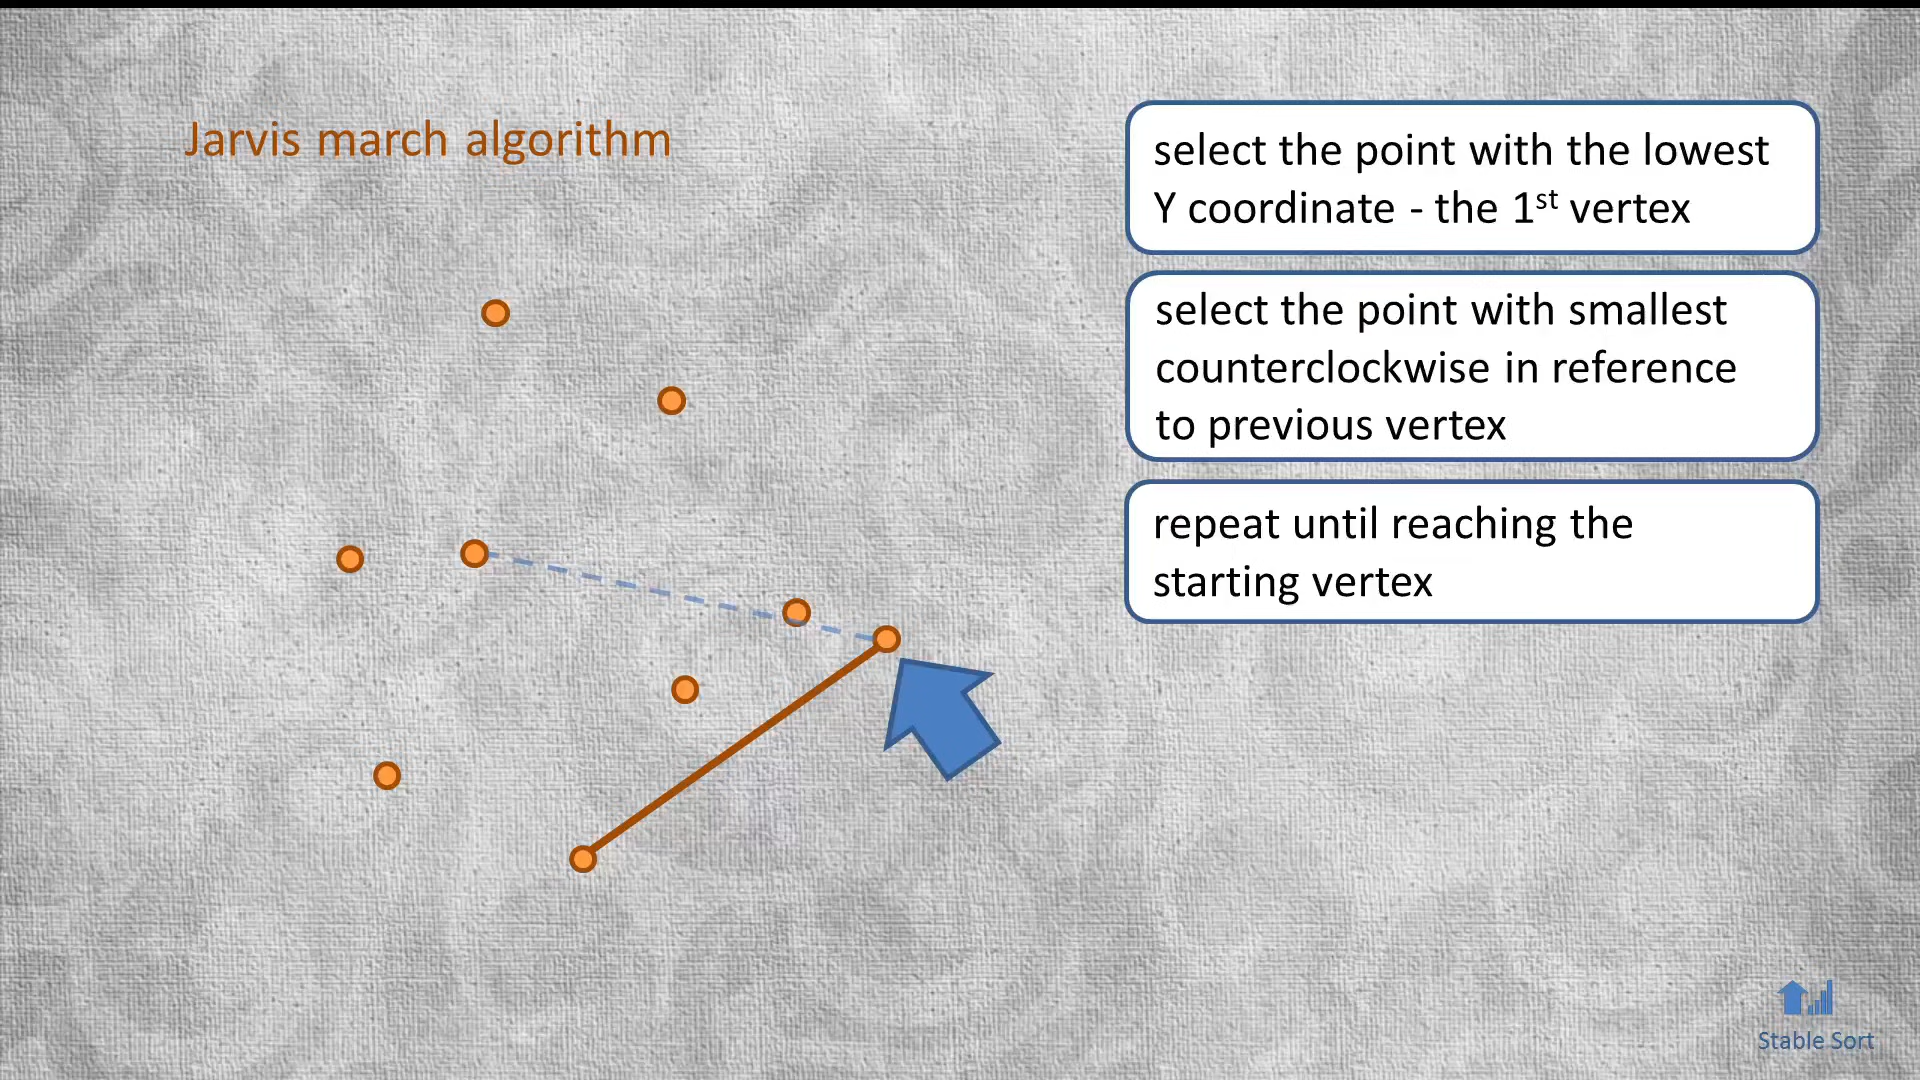 Jarvis march algorithm
select the point with the lowest
Y coordinate - the 1st vertex
select the point with smallest
counterclockwise in reference
to previous vertex
repeat until reaching the
starting vertex
Stable Sort